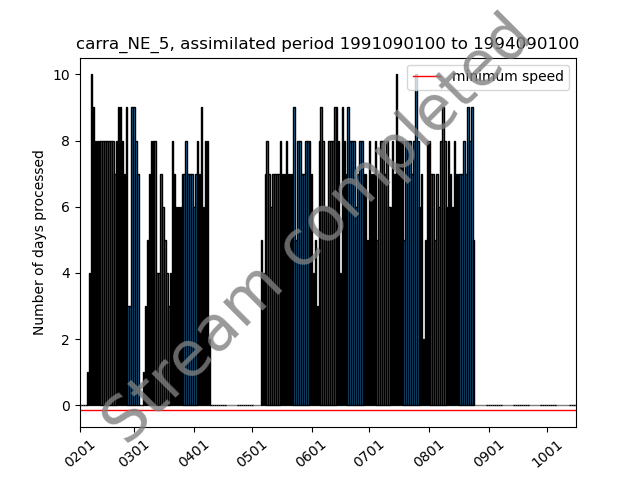 carra_NE_5, assimilated period 1991090100 to 1994090100
minimum speed
Number of days processed
10
8
6
4
2
0
0201 0301 0401 0501 0601 0701 0801 0901 1001
Stream completed